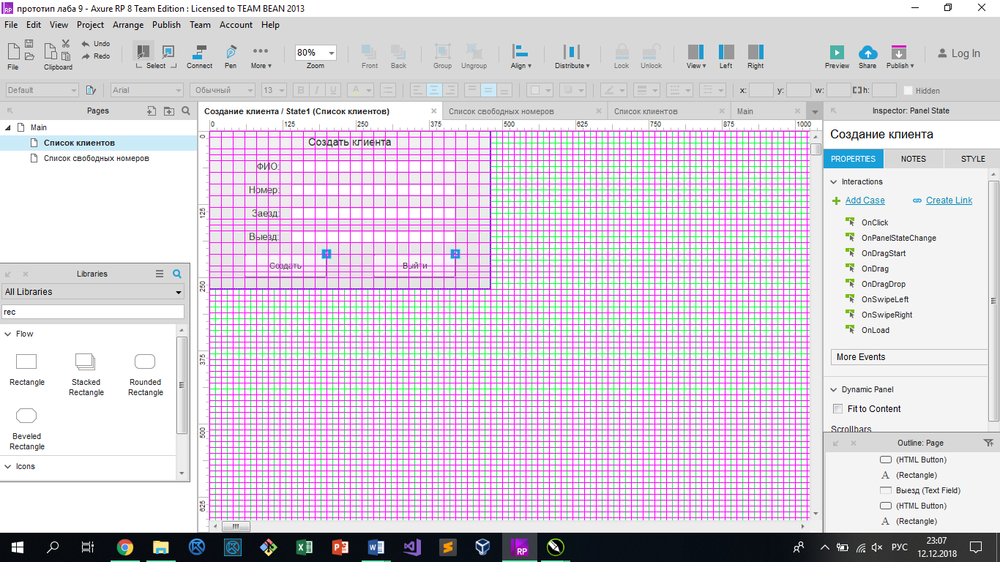 прототип лаба 9 - Axure RP 8 Team Edition : Licensed to TEAM BEAN 2013
File Edit View Project Arrange Publish Team Account Help
Undo
Redo
80%
Log In
File Clipboard Select Connect Pen More Zoom Front Back Group Ungroup Align Distribute Lock Unlock View Left Right Preview Share Publish
Default Arial Обычный 13 B I U A x: y: w: h: Hidden
Pages
Main
Список клиентов
Список свободных номеров
Создание клиента / State1 (Список клиентов) Список свободных номеров Список клиентов Main
0 125 250 375 500 625 750 875 1000
0
125
250
375
500
625
Создать клиента
ФИО:
Номер:
Заезд:
Выезд:
Создать Выйти
Libraries
All Libraries
rec
Flow
Rectangle
Stacked Rectangle
Rounded Rectangle
Beveled Rectangle
Icons
Inspector: Panel State
Создание клиента
PROPERTIES NOTES STYLE
Interactions
Add Case Create Link
OnClick
OnPanelStateChange
OnDragStart
OnDrag
OnDragDrop
OnSwipeLeft
OnSwipeRight
OnLoad
More Events
Dynamic Panel
Fit to Content
Scrollbars
Outline: Page
(HTML Button)
A (Rectangle)
Выезд (Text Field)
(HTML Button)
A (Rectangle)
РУС
23:07
12.12.2018